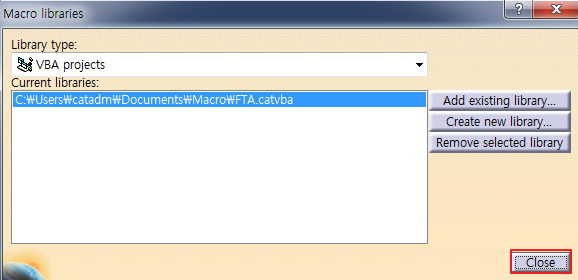 Macro libraries
Library type:
VBA projects
Current libraries:
C:₩Users₩catadm₩Documents₩Macro₩FTA.catvba
Add existing library...
Create new library...
Remove selected library
Close